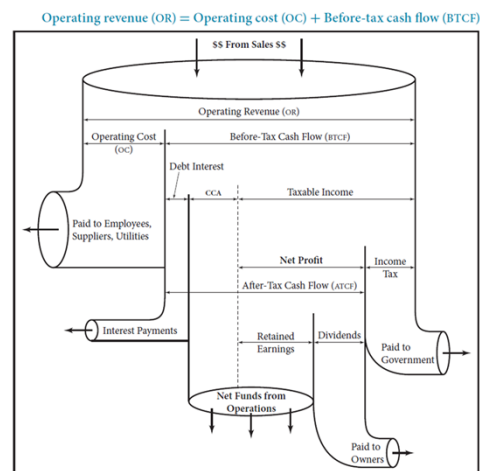 Operating revenue (OR) = Operating cost (OC) + Before-tax cash flow (BTCF)
$$ From Sales $$
Operating Revenue (OR)
Operating Cost
(OC)
Before-Tax Cash Flow (BTCF)
Debt Interest
CCA
Taxable Income
Paid to Employees,
Suppliers, Utilities
Net Profit
Income
Tax
After-Tax Cash Flow (ATCF)
Interest Payments
Retained
Earnings
Dividends
Paid to
Government
Net Funds from
Operations
Paid to
Owners